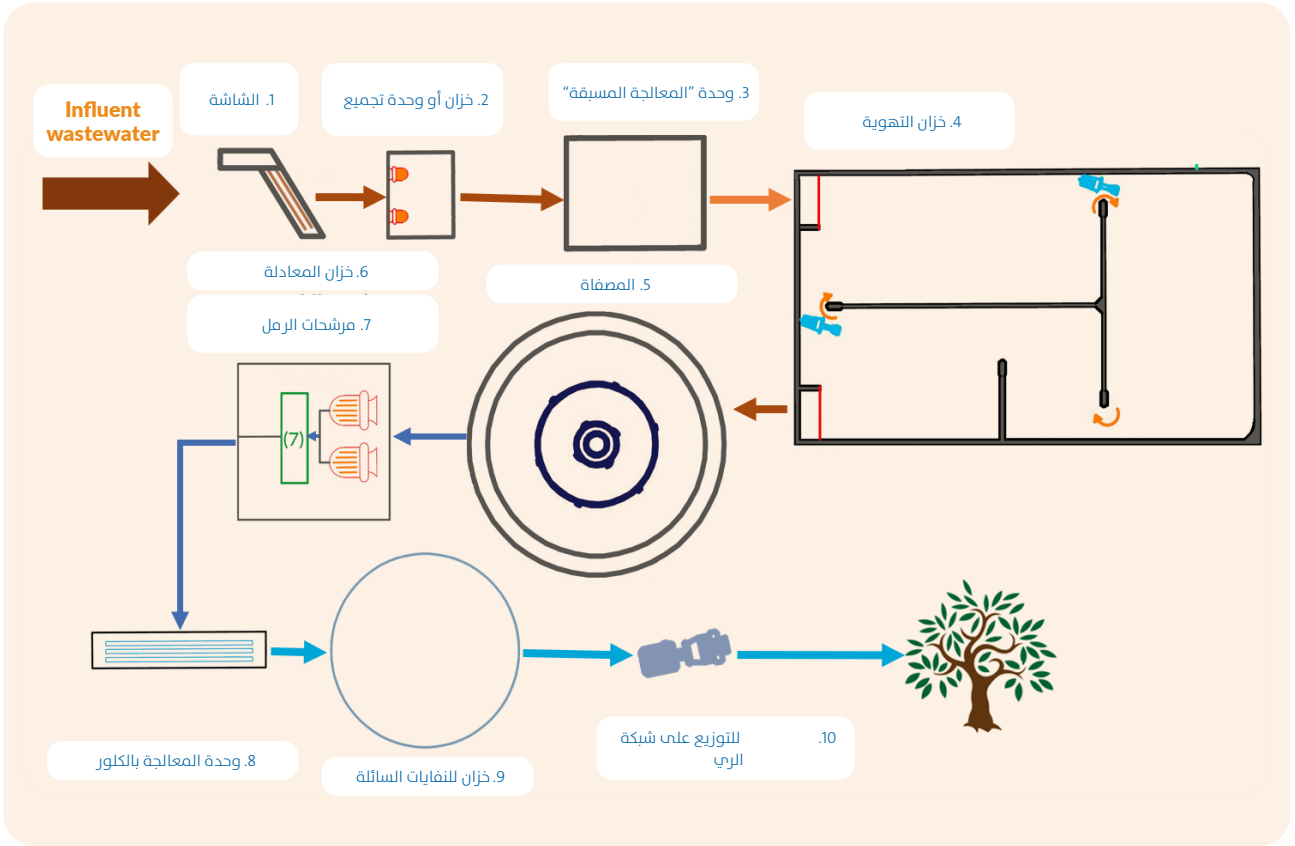 Influent
wastewater
1. الشاشة
2. خزان أو وحدة تجميع
3. وحدة ”المعالجة المسبقة“
4. خزان التهوية
5. المصفاة
6. خزان المعادلة
7. مرشحات الرمل
(7)
8. وحدة المعالجة بالكلور
9. خزان للنفايات السائلة
10. للتوزيع على شبكة
الري